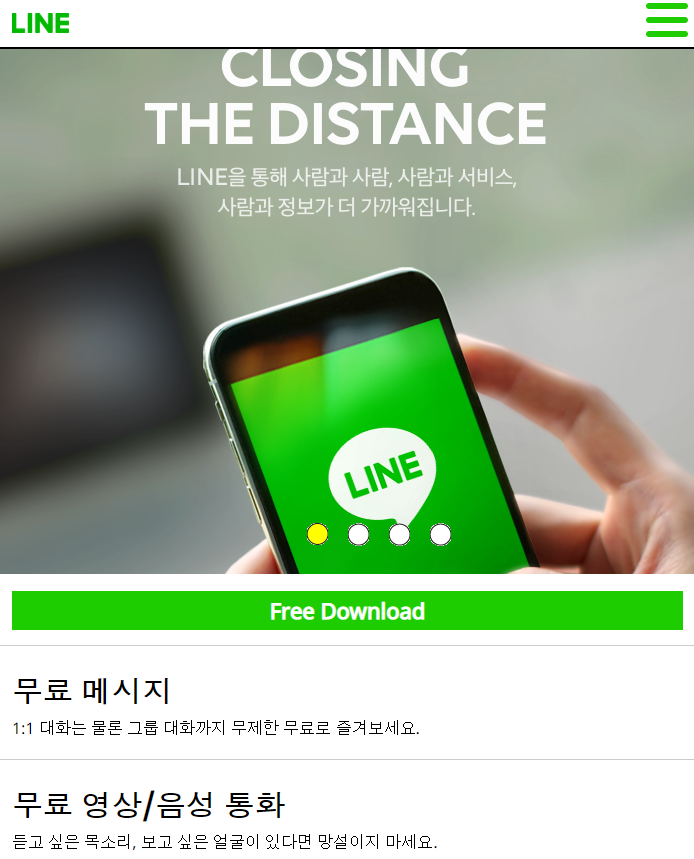 LINE
CLOSING
THE DISTANCE
LINE을 통해 사람과 사람, 사람과 서비스,
사람과 정보가 더 가까워집니다.
LINE
Free Download
무료 메시지
1:1 대화는 물론 그룹 대화까지 무제한 무료로 즐겨보세요.
무료 영상/음성 통화
듣고 싶은 목소리, 보고 싶은 얼굴이 있다면 망설이지 마세요.